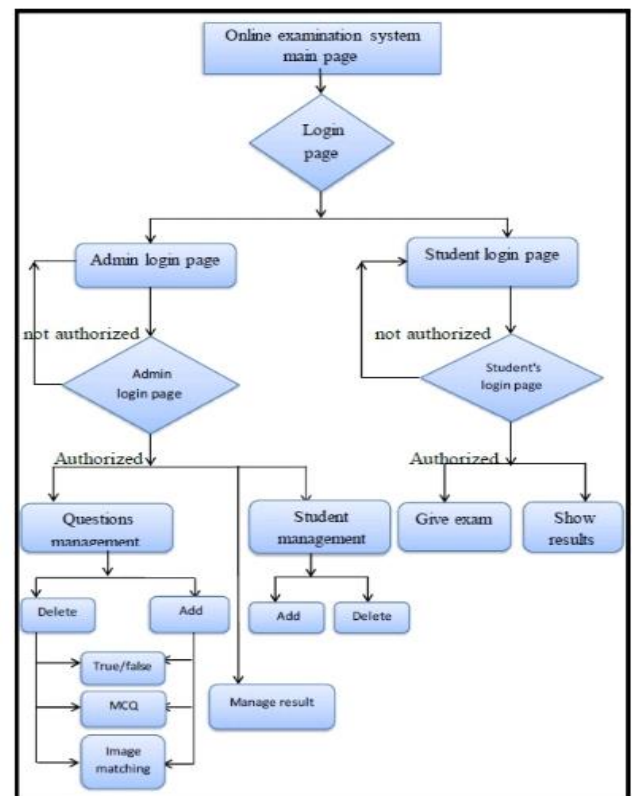 Online examination system
main page
Login
page
Admin login page
Student login page
not authorized
not authorized
Admin
login page
Student's
login page
Authorized
Authorized
Questions
management
Student
management
Give exam
Show
results
Delete
Add
Add
Delete
True/false
MCQ
Manage result
Image
matching